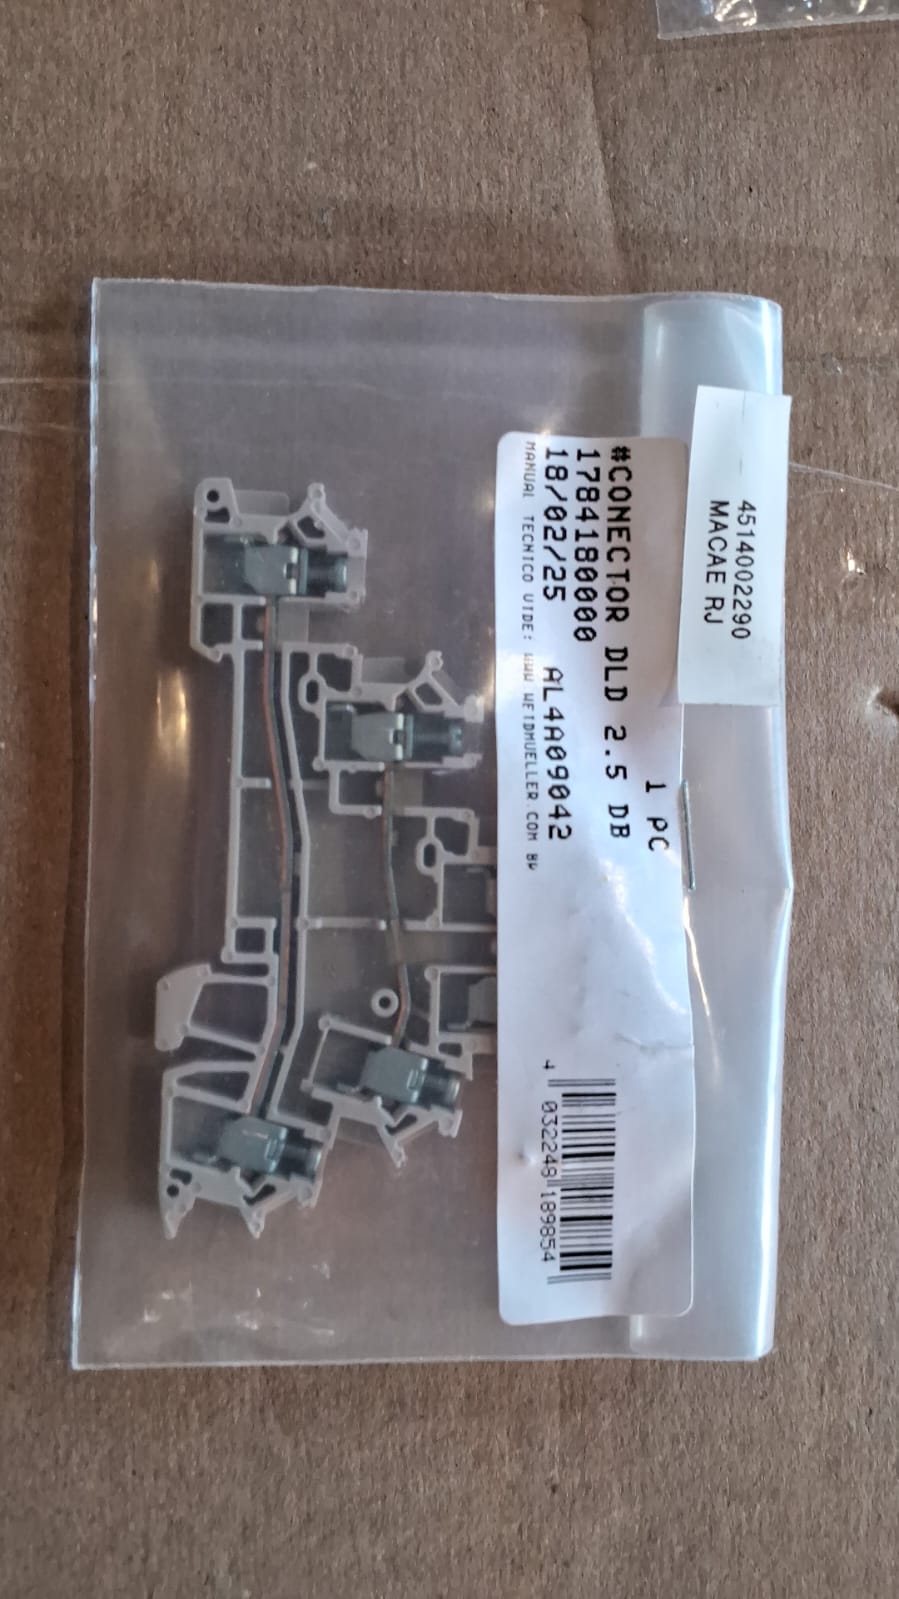 4514002290
MACAE RJ
1 PC
#CONECTOR DLD 2.5 DB
1784180000
18/02/25 AL4A09042
MANUAL TECNICO VIDE: WWW.WEIDMUELLER.COM.BR
4 032248 189854